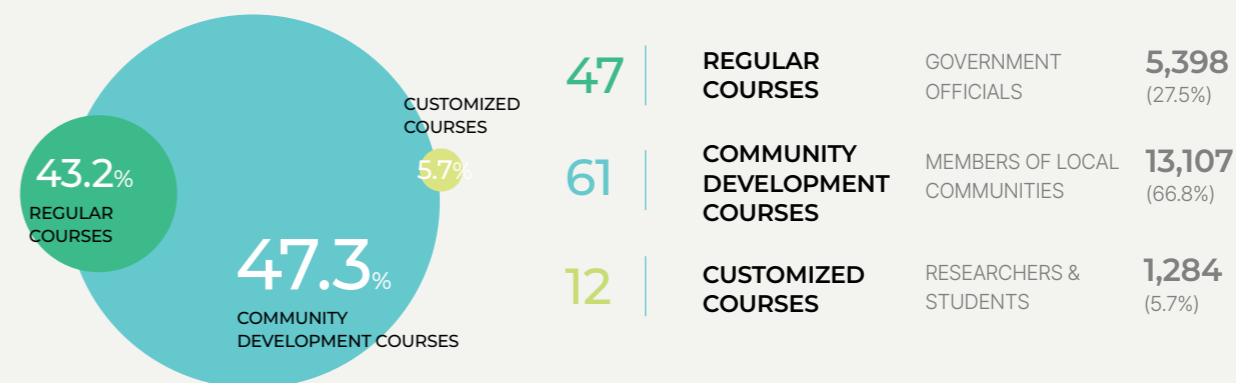 CUSTOMIZED
COURSES
5.7%
43.2%
REGULAR
COURSES
47.3%
COMMUNITY
DEVELOPMENT COURSES
47
REGULAR
COURSES
GOVERNMENT
OFFICIALS
5,398
(27.5%)
61
COMMUNITY
DEVELOPMENT
COURSES
MEMBERS OF LOCAL
COMMUNITIES
13,107
(66.8%)
12
CUSTOMIZED
COURSES
RESEARCHERS &
STUDENTS
1,284
(5.7%)